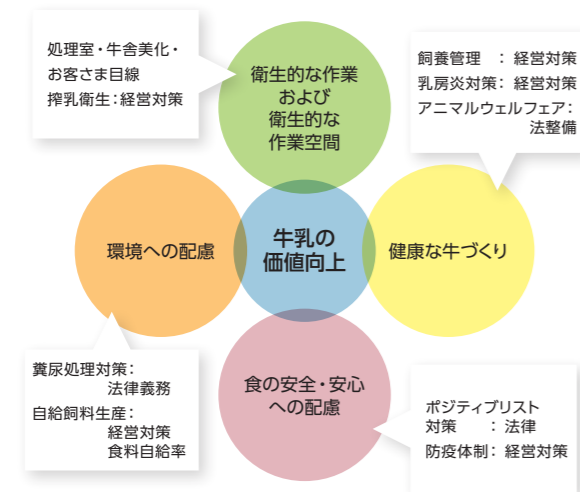 処理室・牛舎美化・
お客さま目線
搾乳衛生：経営対策
衛生的な作業
および
衛生的な
作業空間
飼養管理　：経営対策
乳房炎対策：経営対策
アニマルウェルフェア：
法整備
環境への配慮
牛乳の
価値向上
健康な牛づくり
糞尿処理対策：
法律義務
自給飼料生産：
経営対策
食料自給率
食の安全・安心
への配慮
ポジティブリスト
対策　　：法律
防疫体制：経営対策